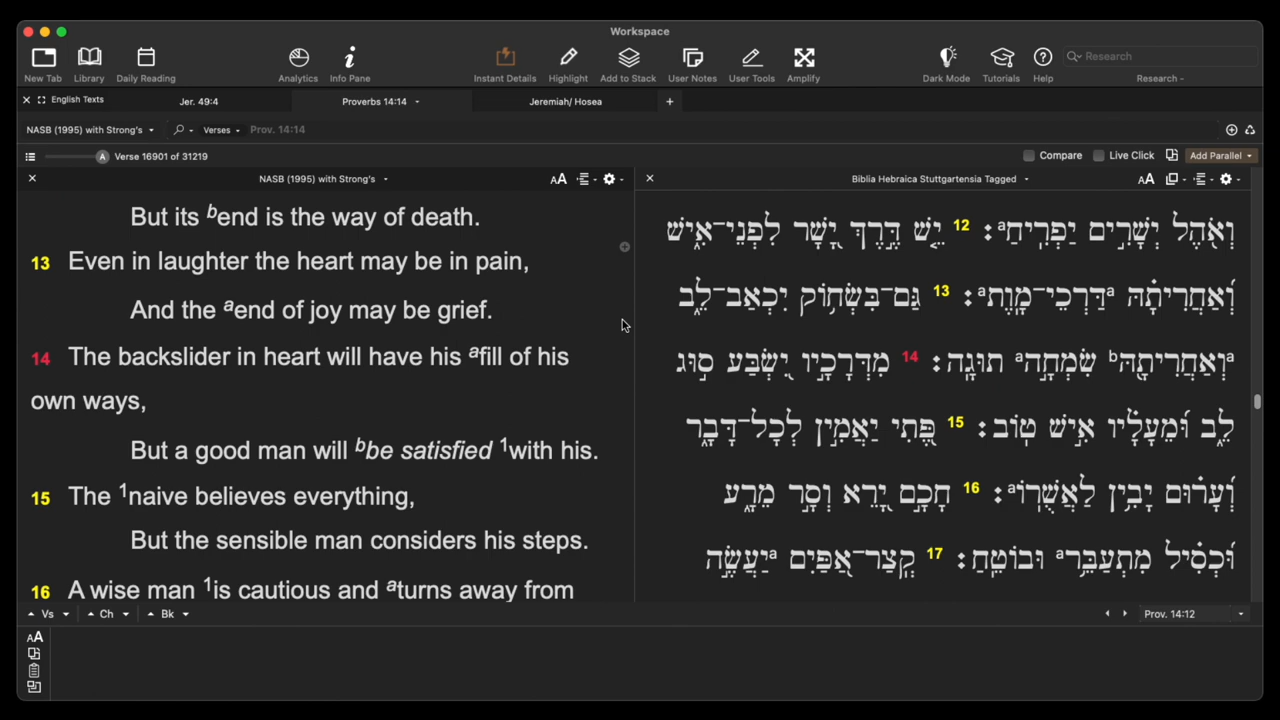 Workspace
New Tab Library Daily Reading Analytics Info Pane Instant Details Highlight Add to Stack User Notes User Tools Amplify Dark Mode Tutorials Help Research
Research
English Texts Jer. 49:4 Proverbs 14:14 Jeremiah/ Hosea
NASB (1995) with Strong's Verses Prov. 14:14
A Verse 16901 of 31219 Compare Live Click Add Parallel
NASB (1995) with Strong's
But its bend is the way of death.
13 Even in laughter the heart may be in pain,
And the aend of joy may be grief.
14 The backslider in heart will have his afill of his
own ways,
But a good man will bbe satisfied 1with his.
15 The 1naive believes everything,
But the sensible man considers his steps.
16 A wise man 1is cautious and aturns away from
Biblia Hebraica Stuttgartensia Tagged
וְאֹ֖הֶל יְשָׁרִ֣ים יַפְרִֽיחַ׃a 12 יֵ֤שׁ דֶּ֣רֶךְ יָ֭שָׁר לִפְנֵי־אִ֑ישׁ
וְ֝אַחֲרִיתָ֗הּ aדַּרְכֵי־מָֽוֶתa׃ 13 גַּם־בִּשְׂח֥וֹק יִכְאַב־לֵ֑ב
aוְאַחֲרִיתָ֖הּb שִׂמְחָ֣הa תוּגָֽה׃ 14 מִדְּרָכָ֣יו יִ֭שְׂבַּע ס֣וּג
לֵ֑ב וּ֝מֵעָלָ֗יו אִ֣ישׁ טֽוֹב׃ 15 פֶּ֭תִי יַאֲמִ֣ין לְכָל־דָּבָ֑ר
וְ֝עָר֗וּם יָבִ֥ין לַאֲשֻׁרֽוֹa׃ 16 חָכָ֣ם יָ֭רֵא וְסָ֣ר מֵרָ֑ע
וּ֝כְסִ֗יל מִתְעַבֵּ֥רa וּבוֹטֵֽחַ׃ 17 קְֽצַר־אַ֭פַּיִם aיַעֲשֶׂ֣ה
Vs Ch Bk Prov. 14:12